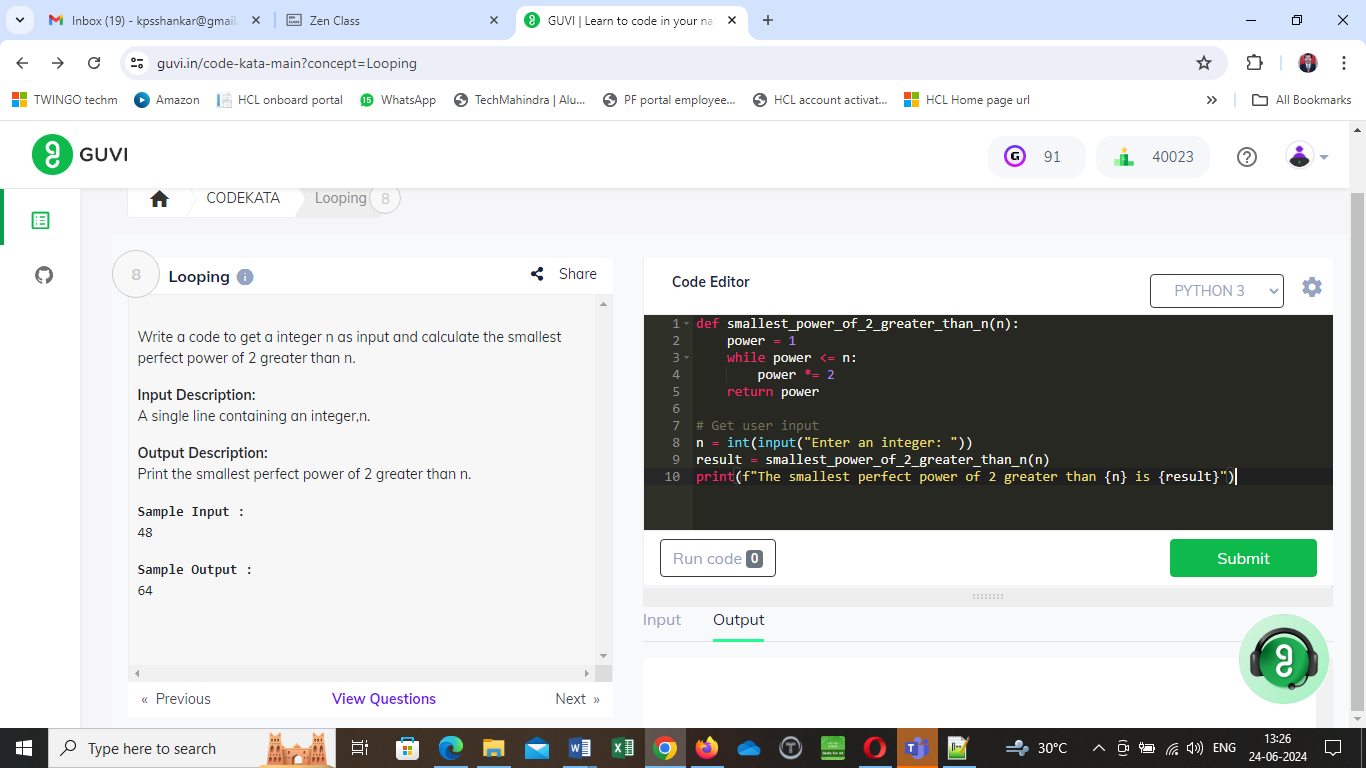 Inbox (19) - kpsshankar@gmail.
Zen Class
GUVI | Learn to code in your na
guvi.in/code-kata-main?concept=Looping
TWINGO techm
Amazon
HCL onboard portal
WhatsApp
TechMahindra | Alu...
PF portal employee...
HCL account activat...
HCL Home page url
»
All Bookmarks
GUVI
91
40023
CODEKATA
Looping
8
8
Looping
Share
Write a code to get a integer n as input and calculate the smallest
perfect power of 2 greater than n.
Input Description:
A single line containing an integer,n.
Output Description:
Print the smallest perfect power of 2 greater than n.
Sample Input :
48
Sample Output :
64
« Previous
View Questions
Next »
Code Editor
PYTHON 3
1 def smallest_power_of_2_greater_than_n(n):
2     power = 1
3     while power <= n:
4         power *= 2
5     return power
6
7 # Get user input
8 n = int(input("Enter an integer: "))
9 result = smallest_power_of_2_greater_than_n(n)
10 print(f"The smallest perfect power of 2 greater than {n} is {result}")
Run code 0
Submit
Input
Output
Type here to search
30°C
ENG
13:26
24-06-2024